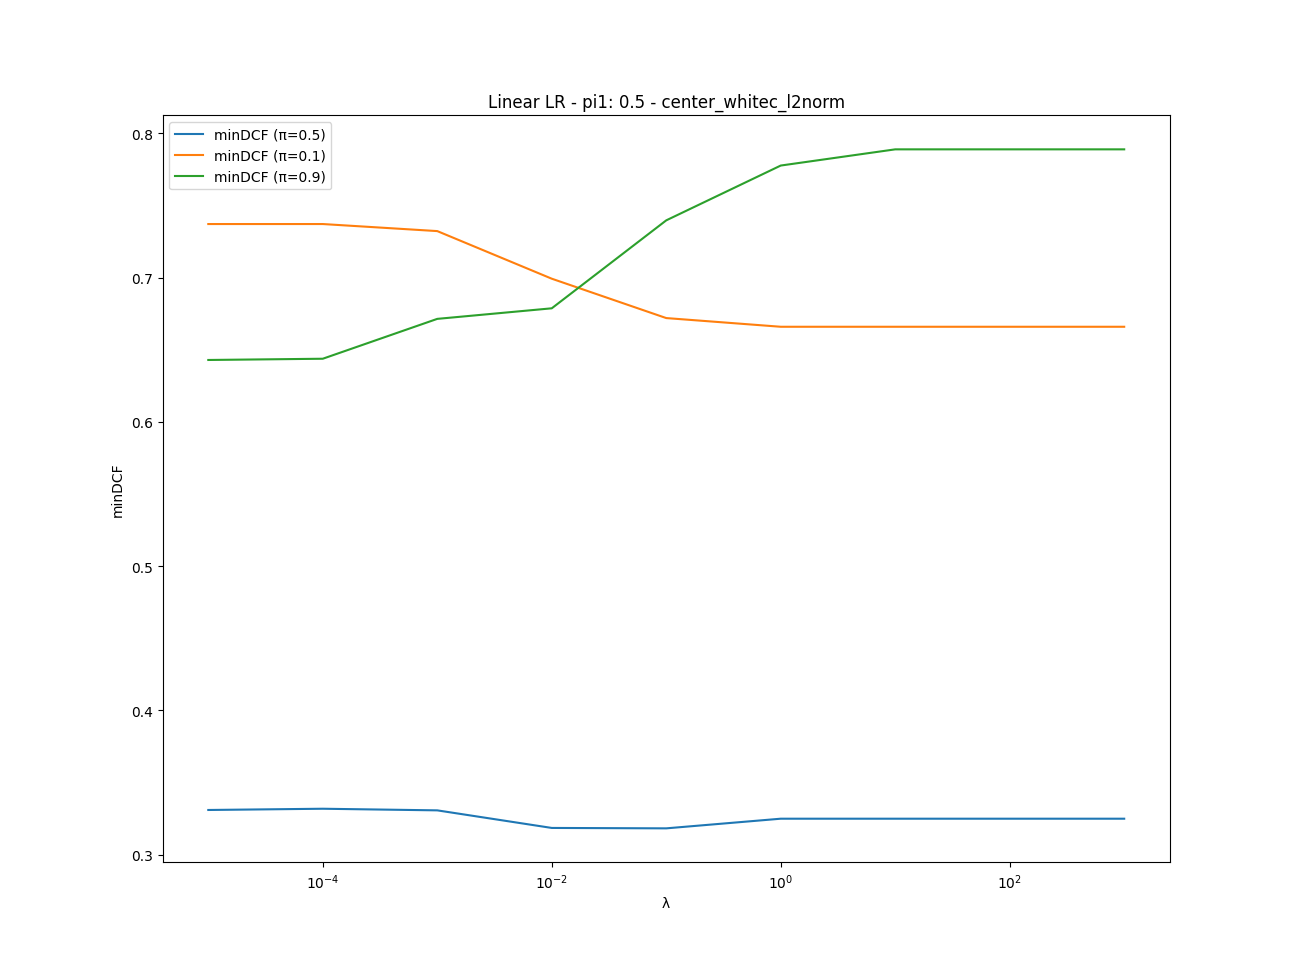 Linear LR - pi1: 0.5 - center_whitec_l2norm
minDCF (π=0.5)
minDCF (π=0.1)
minDCF (π=0.9)
0.8
0.7
0.6
0.5
0.4
0.3
minDCF
10⁻⁴
10⁻²
10⁰
10²
λ